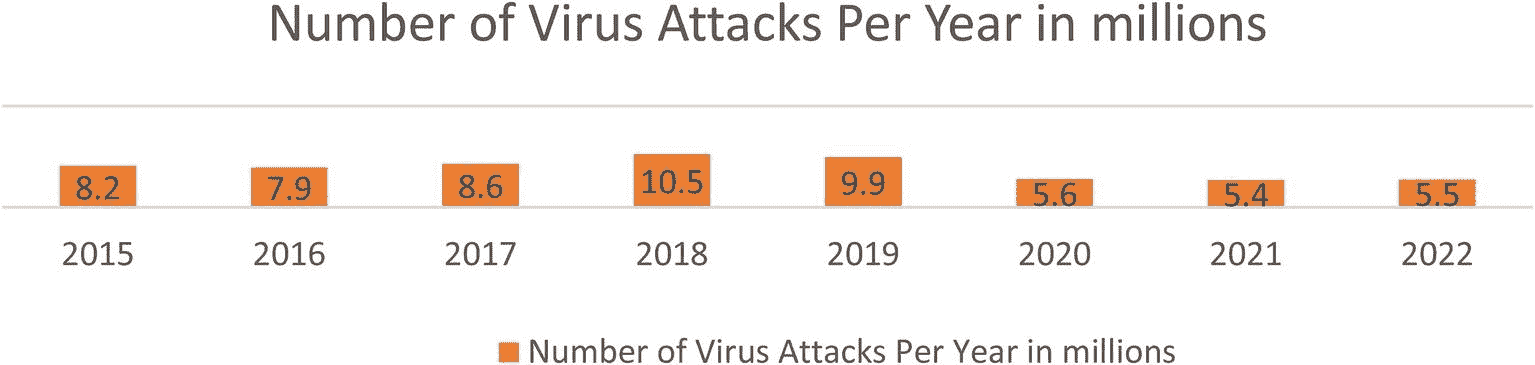 Number of Virus Attacks Per Year in millions
8.2 7.9 8.6 10.5 9.9 5.6 5.4 5.5
2015 2016 2017 2018 2019 2020 2021 2022
Number of Virus Attacks Per Year in millions